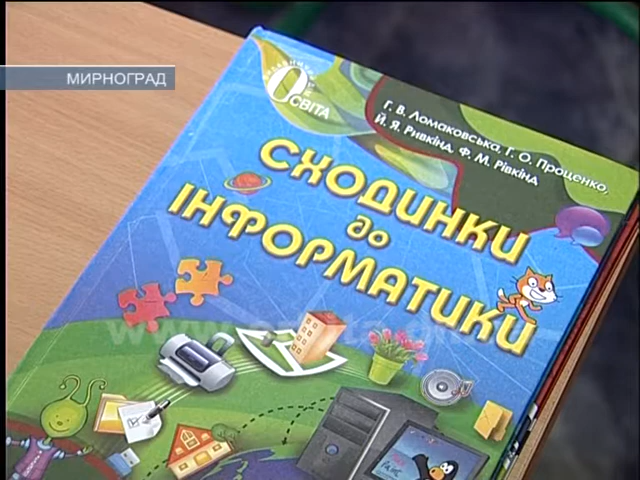 МИРНОГРАД
ОСВІТА
Г. В. Ломаковська, Г. О. Проценко,
Й. Я. Ривкінд, Ф. М. Рівкінд
СХОДИНКИ
до
ІНФОРМАТИКИ